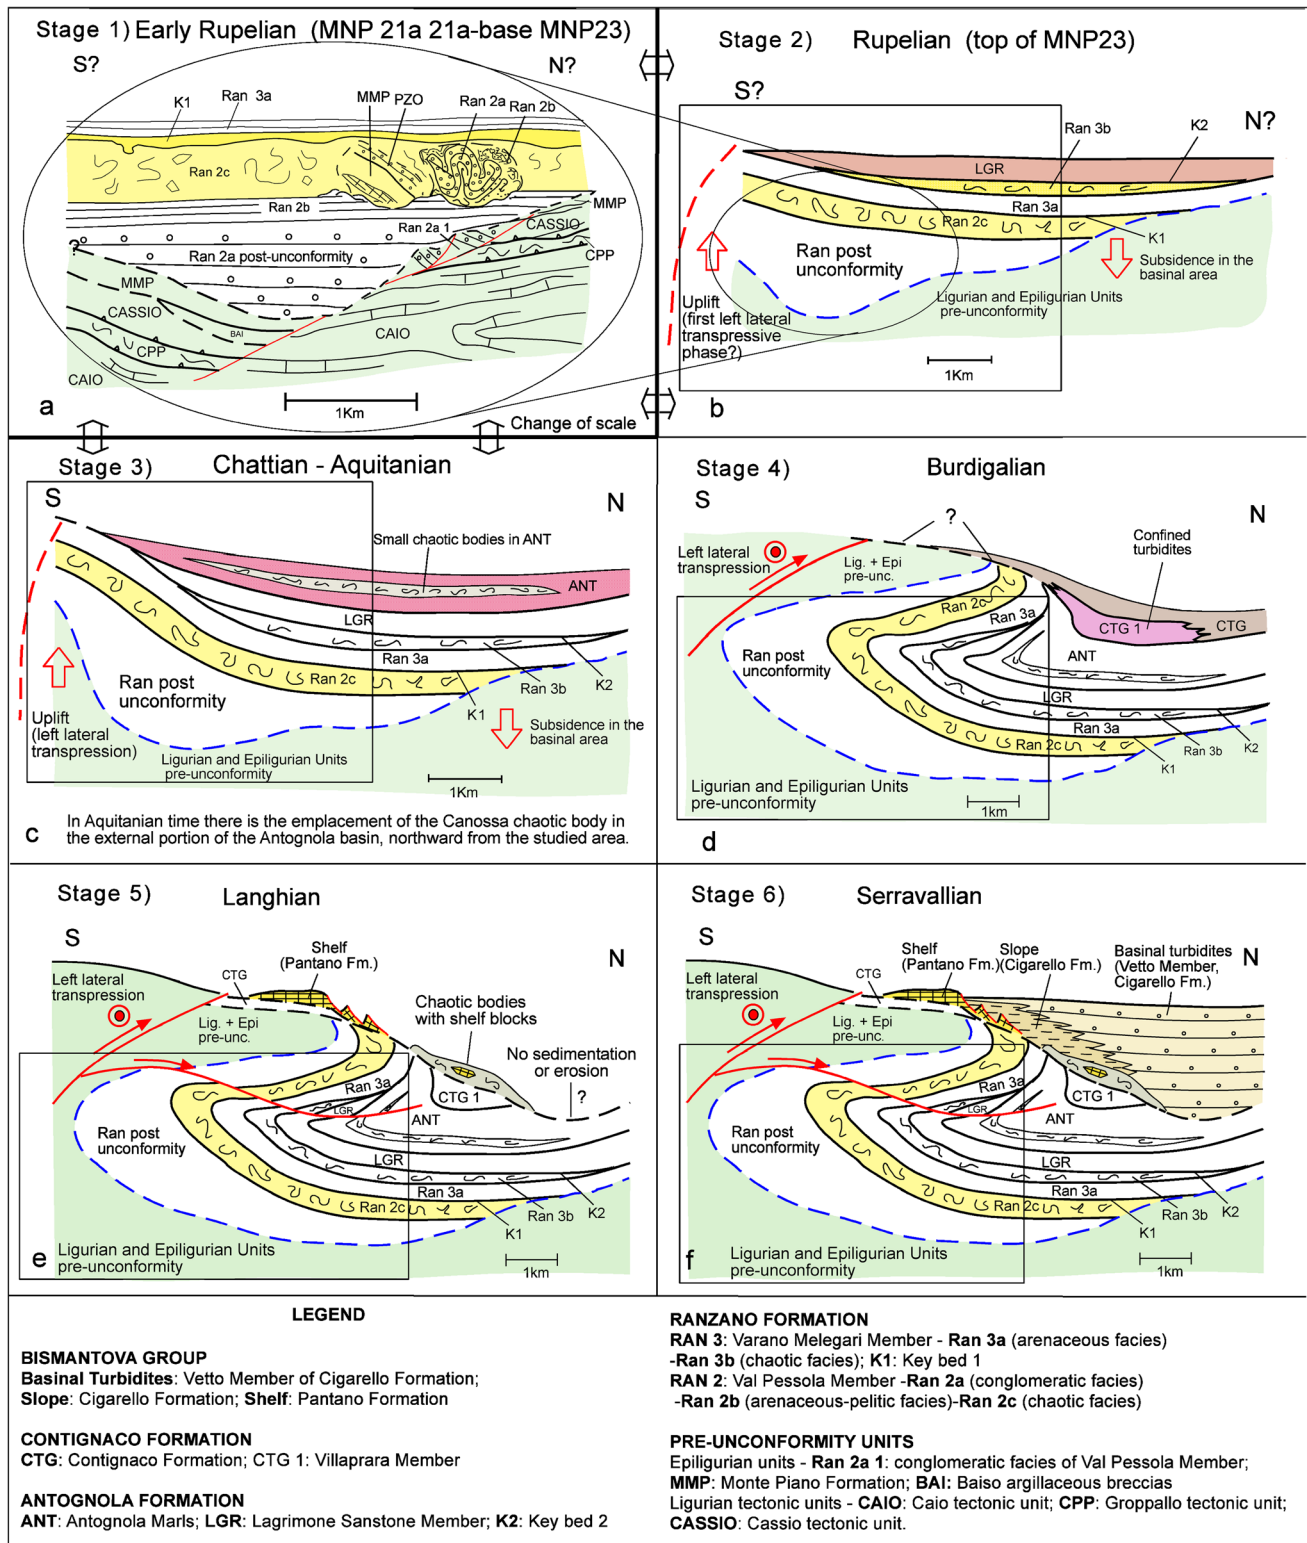 Stage 1) Early Rupelian (MNP 21a 21a-base MNP23)
S?
N?
K1
Ran 3a
MMP
PZO
Ran 2a
Ran 2b
Ran 2c
Ran 2b
MMP
Ran 2a 1
CASSIO
CPP
?
Ran 2a post-unconformity
MMP
CASSIO
BAI
CAIO
CPP
CAIO
1Km
a
Change of scale
Stage 2) Rupelian (top of MNP23)
S?
N?
Ran 3b
K2
LGR
Ran 3a
Ran 2c
K1
Ran post
unconformity
Subsidence in the
basinal area
Ligurian and Epiligurian Units
pre-unconformity
Uplift
(first left lateral
transpressive
phase?)
1Km
b
Stage 3) Chattian - Aquitanian
S
N
Small chaotic bodies in ANT
ANT
LGR
Ran 3a
Ran 2c
Ran 3b
K2
K1
Ran post
unconformity
Uplift
(left lateral
transpression)
Subsidence in the
basinal area
Ligurian and Epiligurian Units
pre-unconformity
1Km
c
In Aquitanian time there is the emplacement of the Canossa chaotic body in
the external portion of the Antognola basin, northward from the studied area.
Stage 4) Burdigalian
S
N
?
Left lateral
transpression
Lig. + Epi
pre-unc.
Confined
turbidites
Ran 2c
Ran 3a
CTG 1
CTG
ANT
Ran post
unconformity
LGR
Ran 3a
Ran 2c
K1
Ran 3b
K2
Ligurian and Epiligurian Units
pre-unconformity
1km
d
Stage 5) Langhian
S
N
Shelf
(Pantano Fm.)
CTG
Left lateral
transpression
Lig. + Epi
pre-unc.
Chaotic bodies
with shelf blocks
No sedimentation
or erosion
?
Ran 3a
CTG 1
LGR
ANT
Ran post
unconformity
LGR
Ran 3a
Ran 2c
K1
Ran 3b
K2
Ligurian and Epiligurian Units
pre-unconformity
1km
e
Stage 6) Serravallian
S
N
Shelf
(Pantano Fm.)
Slope
(Cigarello Fm.)
Basinal turbidites
(Vetto Member,
Cigarello Fm.)
CTG
Left lateral
transpression
Lig. + Epi
pre-unc.
Ran 3a
CTG 1
LGR
ANT
Ran post
unconformity
LGR
Ran 3a
Ran 2c
K1
Ran 3b
K2
Ligurian and Epiligurian Units
pre-unconformity
1km
f
LEGEND
BISMANTOVA GROUP
Basinal Turbidites: Vetto Member of Cigarello Formation;
Slope: Cigarello Formation; Shelf: Pantano Formation
CONTIGNACO FORMATION
CTG: Contignaco Formation; CTG 1: Villaprara Member
ANTOGNOLA FORMATION
ANT: Antognola Marls; LGR: Lagrimone Sanstone Member; K2: Key bed 2
RANZANO FORMATION
RAN 3: Varano Melegari Member - Ran 3a (arenaceous facies)
-Ran 3b (chaotic facies); K1: Key bed 1
RAN 2: Val Pessola Member -Ran 2a (conglomeratic facies)
-Ran 2b (arenaceous-pelitic facies)-Ran 2c (chaotic facies)
PRE-UNCONFORMITY UNITS
Epiligurian units - Ran 2a 1: conglomeratic facies of Val Pessola Member;
MMP: Monte Piano Formation; BAI: Baiso argillaceous breccias
Ligurian tectonic units - CAIO: Caio tectonic unit; CPP: Groppallo tectonic unit;
CASSIO: Cassio tectonic unit.